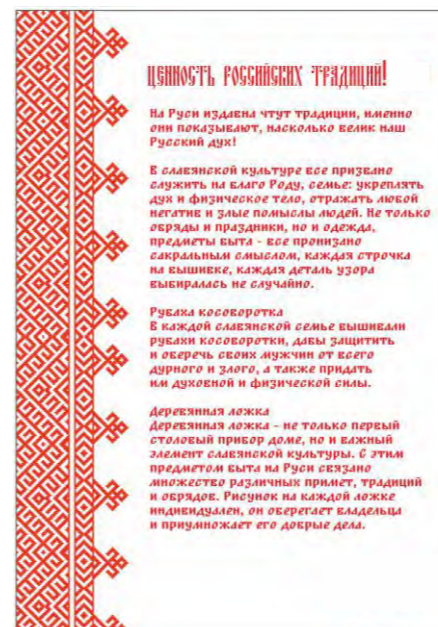 ЦЕННОСТЬ РОССИЙСКИХ ТРАДИЦИЙ!
На Руси издавна чтут традиции, именно
они показывают, насколько велик наш
Русский дух!
В славянской культуре все призвано
служить на благо Роду, семье: укреплять
дух и физическое тело, отражать любой
негатив и злые помыслы людей. Не только
обряды и праздники, но и одежда,
предметы быта - все пронизано
сакральным смыслом, каждая строчка
на вышивке, каждая деталь узора
выбиралась не случайно.
Рубаха косоворотка
В каждой славянской семье вышивали
рубахи косоворотки, дабы защитить
и оберечь своих мужчин от всего
дурного и злого, а также придать
им духовной и физической силы.
Деревянная ложка
Деревянная ложка - не только первый
столовый прибор доме, но и важный
элемент славянской культуры. С этим
предметом быта на Руси связано
множество различных примет, традиций
и обрядов. Рисунок на каждой ложке
индивидуален, он оберегает владельца
и приумножает его добрые дела.